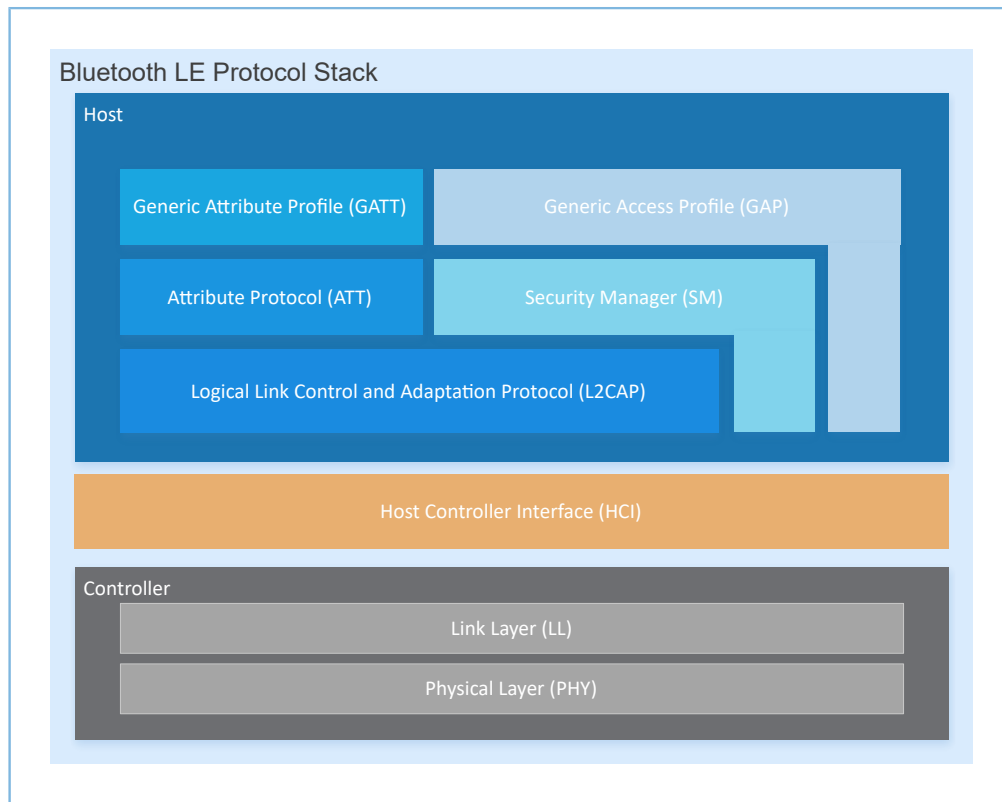 Bluetooth LE Protocol Stack
Host
Generic Attribute Profile (GATT)
Generic Access Profile (GAP)
Attribute Protocol (ATT)
Security Manager (SM)
Logical Link Control and Adaptation Protocol (L2CAP)
Host Controller Interface (HCI)
Controller
Link Layer (LL)
Physical Layer (PHY)